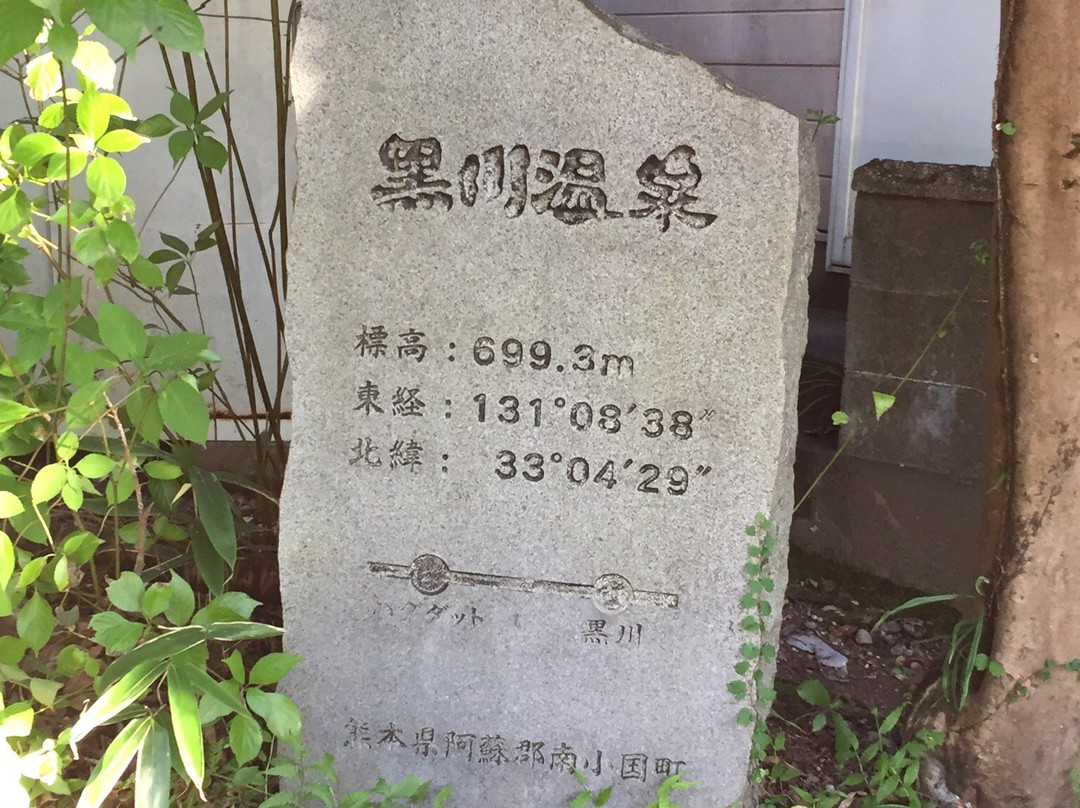 黒川温泉
標高：699.3m
東経：131°08′38″
北緯：33°04′29″
バグダット
黒川
熊本県阿蘇郡南小国町